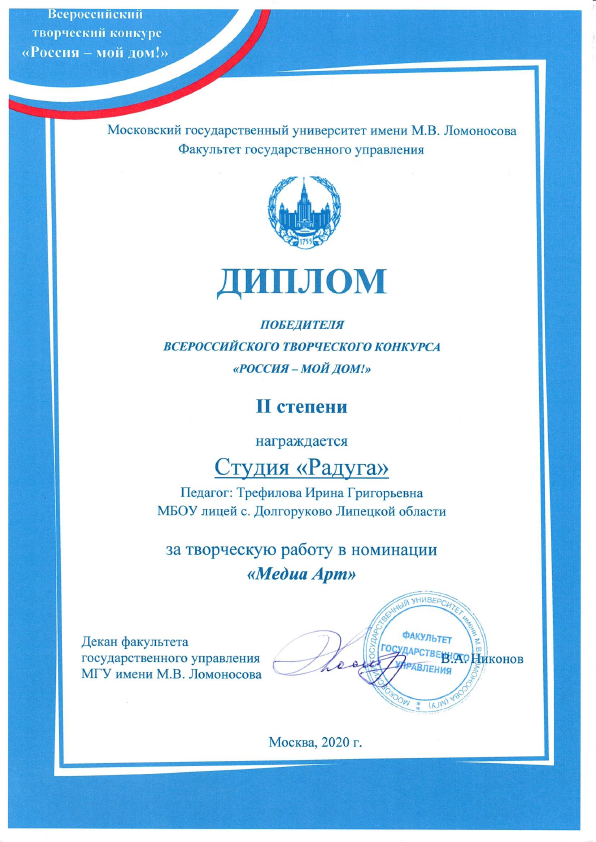 Всероссийский
творческий конкурс
«Россия – мой дом!»
Московский государственный университет имени М.В. Ломоносова
Факультет государственного управления
1755
ДИПЛОМ
ПОБЕДИТЕЛЯ
ВСЕРОССИЙСКОГО ТВОРЧЕСКОГО КОНКУРСА
«РОССИЯ – МОЙ ДОМ!»
II степени
награждается
Студия «Радуга»
Педагог: Трефилова Ирина Григорьевна
МБОУ лицей с. Долгоруково Липецкой области
за творческую работу в номинации
«Медиа Арт»
Декан факультета
государственного управления
МГУ имени М.В. Ломоносова
В.А. Никонов
МОСКОВСКИЙ ГОСУДАРСТВЕННЫЙ УНИВЕРСИТЕТ ИМЕНИ М.В. ЛОМОНОСОВА (МГУ)
ФАКУЛЬТЕТ
ГОСУДАРСТВЕННОГО
УПРАВЛЕНИЯ
Москва, 2020 г.